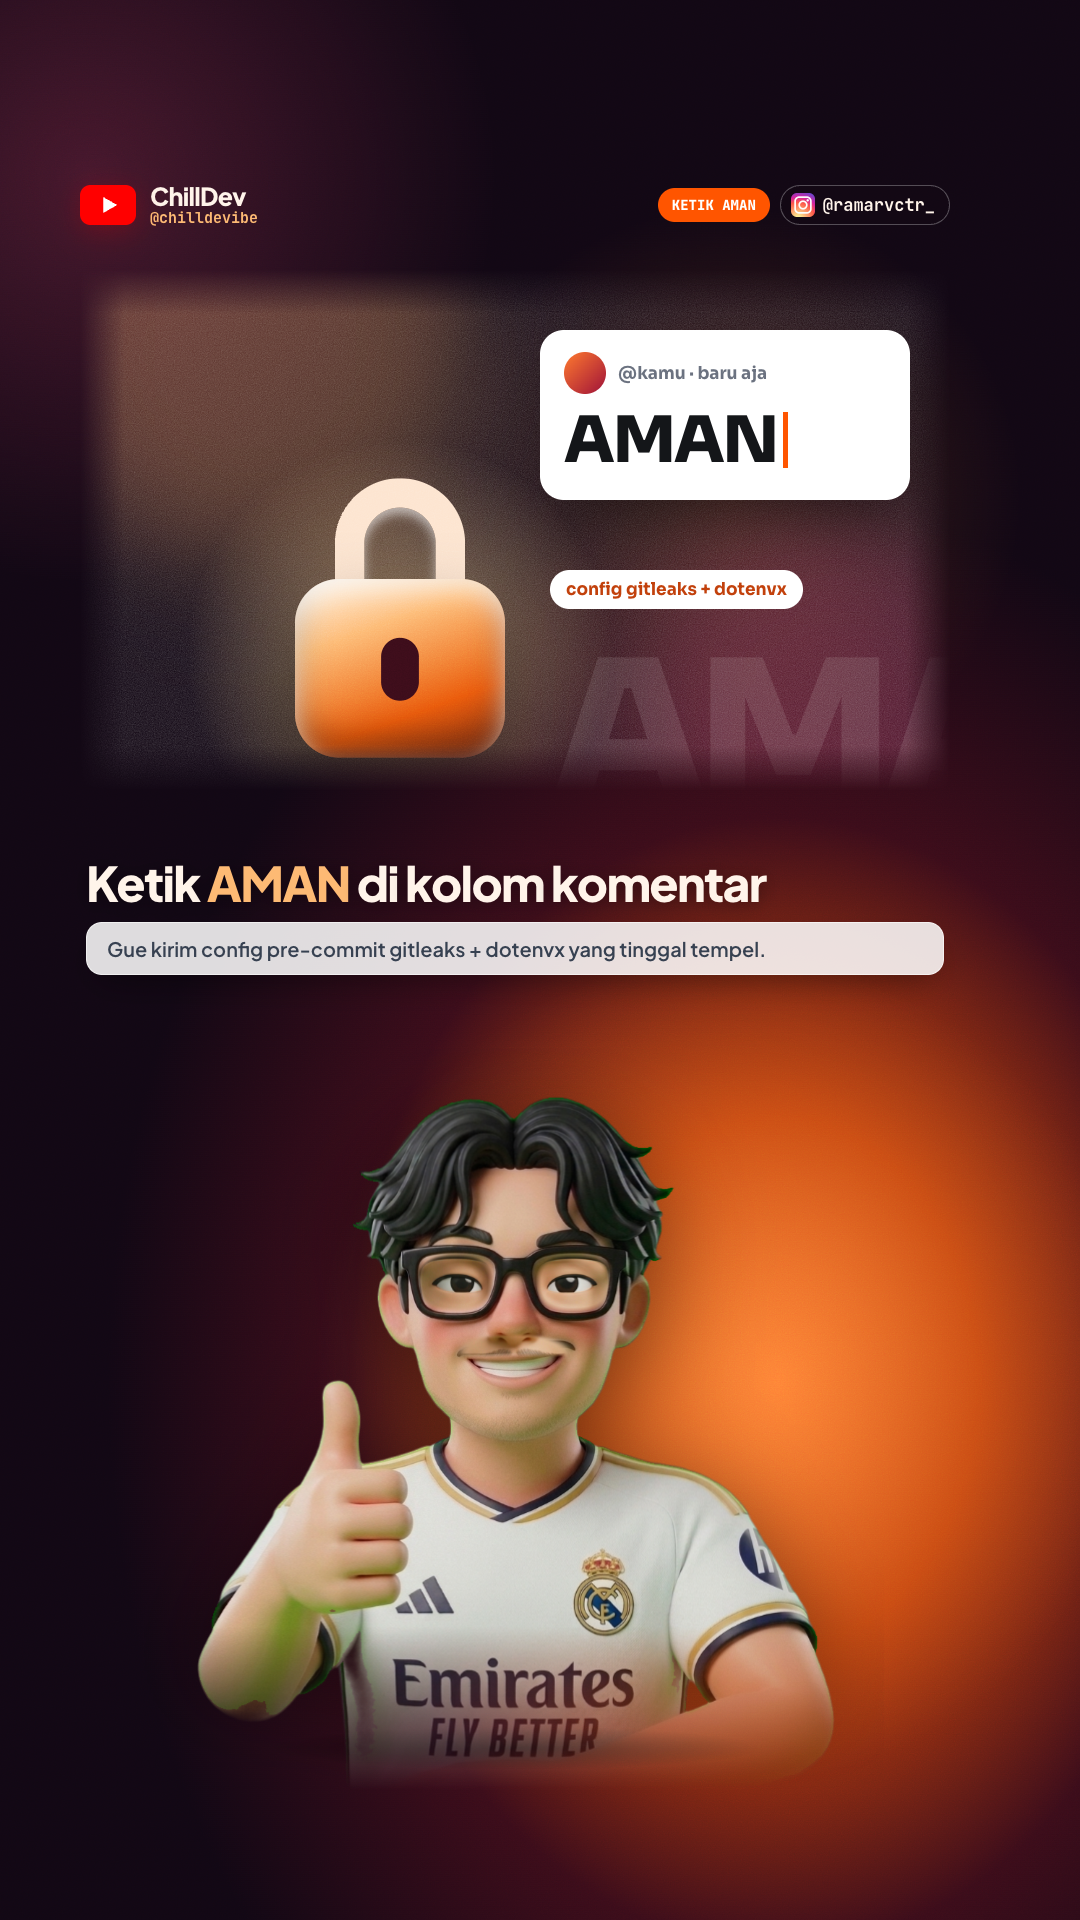 ChillDev
@chilldevibe
KETIK AMAN
@ramarvctr_
@kamu · baru aja
AMAN
config gitleaks + dotenvx
AMA
Ketik AMAN di kolom komentar
Gue kirim config pre-commit gitleaks + dotenvx yang tinggal tempel.
Emirates
FLY BETTER